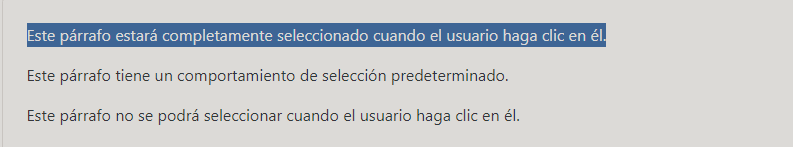 Este párrafo estará completamente seleccionado cuando el usuario haga clic en él.
Este párrafo tiene un comportamiento de selección predeterminado.
Este párrafo no se podrá seleccionar cuando el usuario haga clic en él.